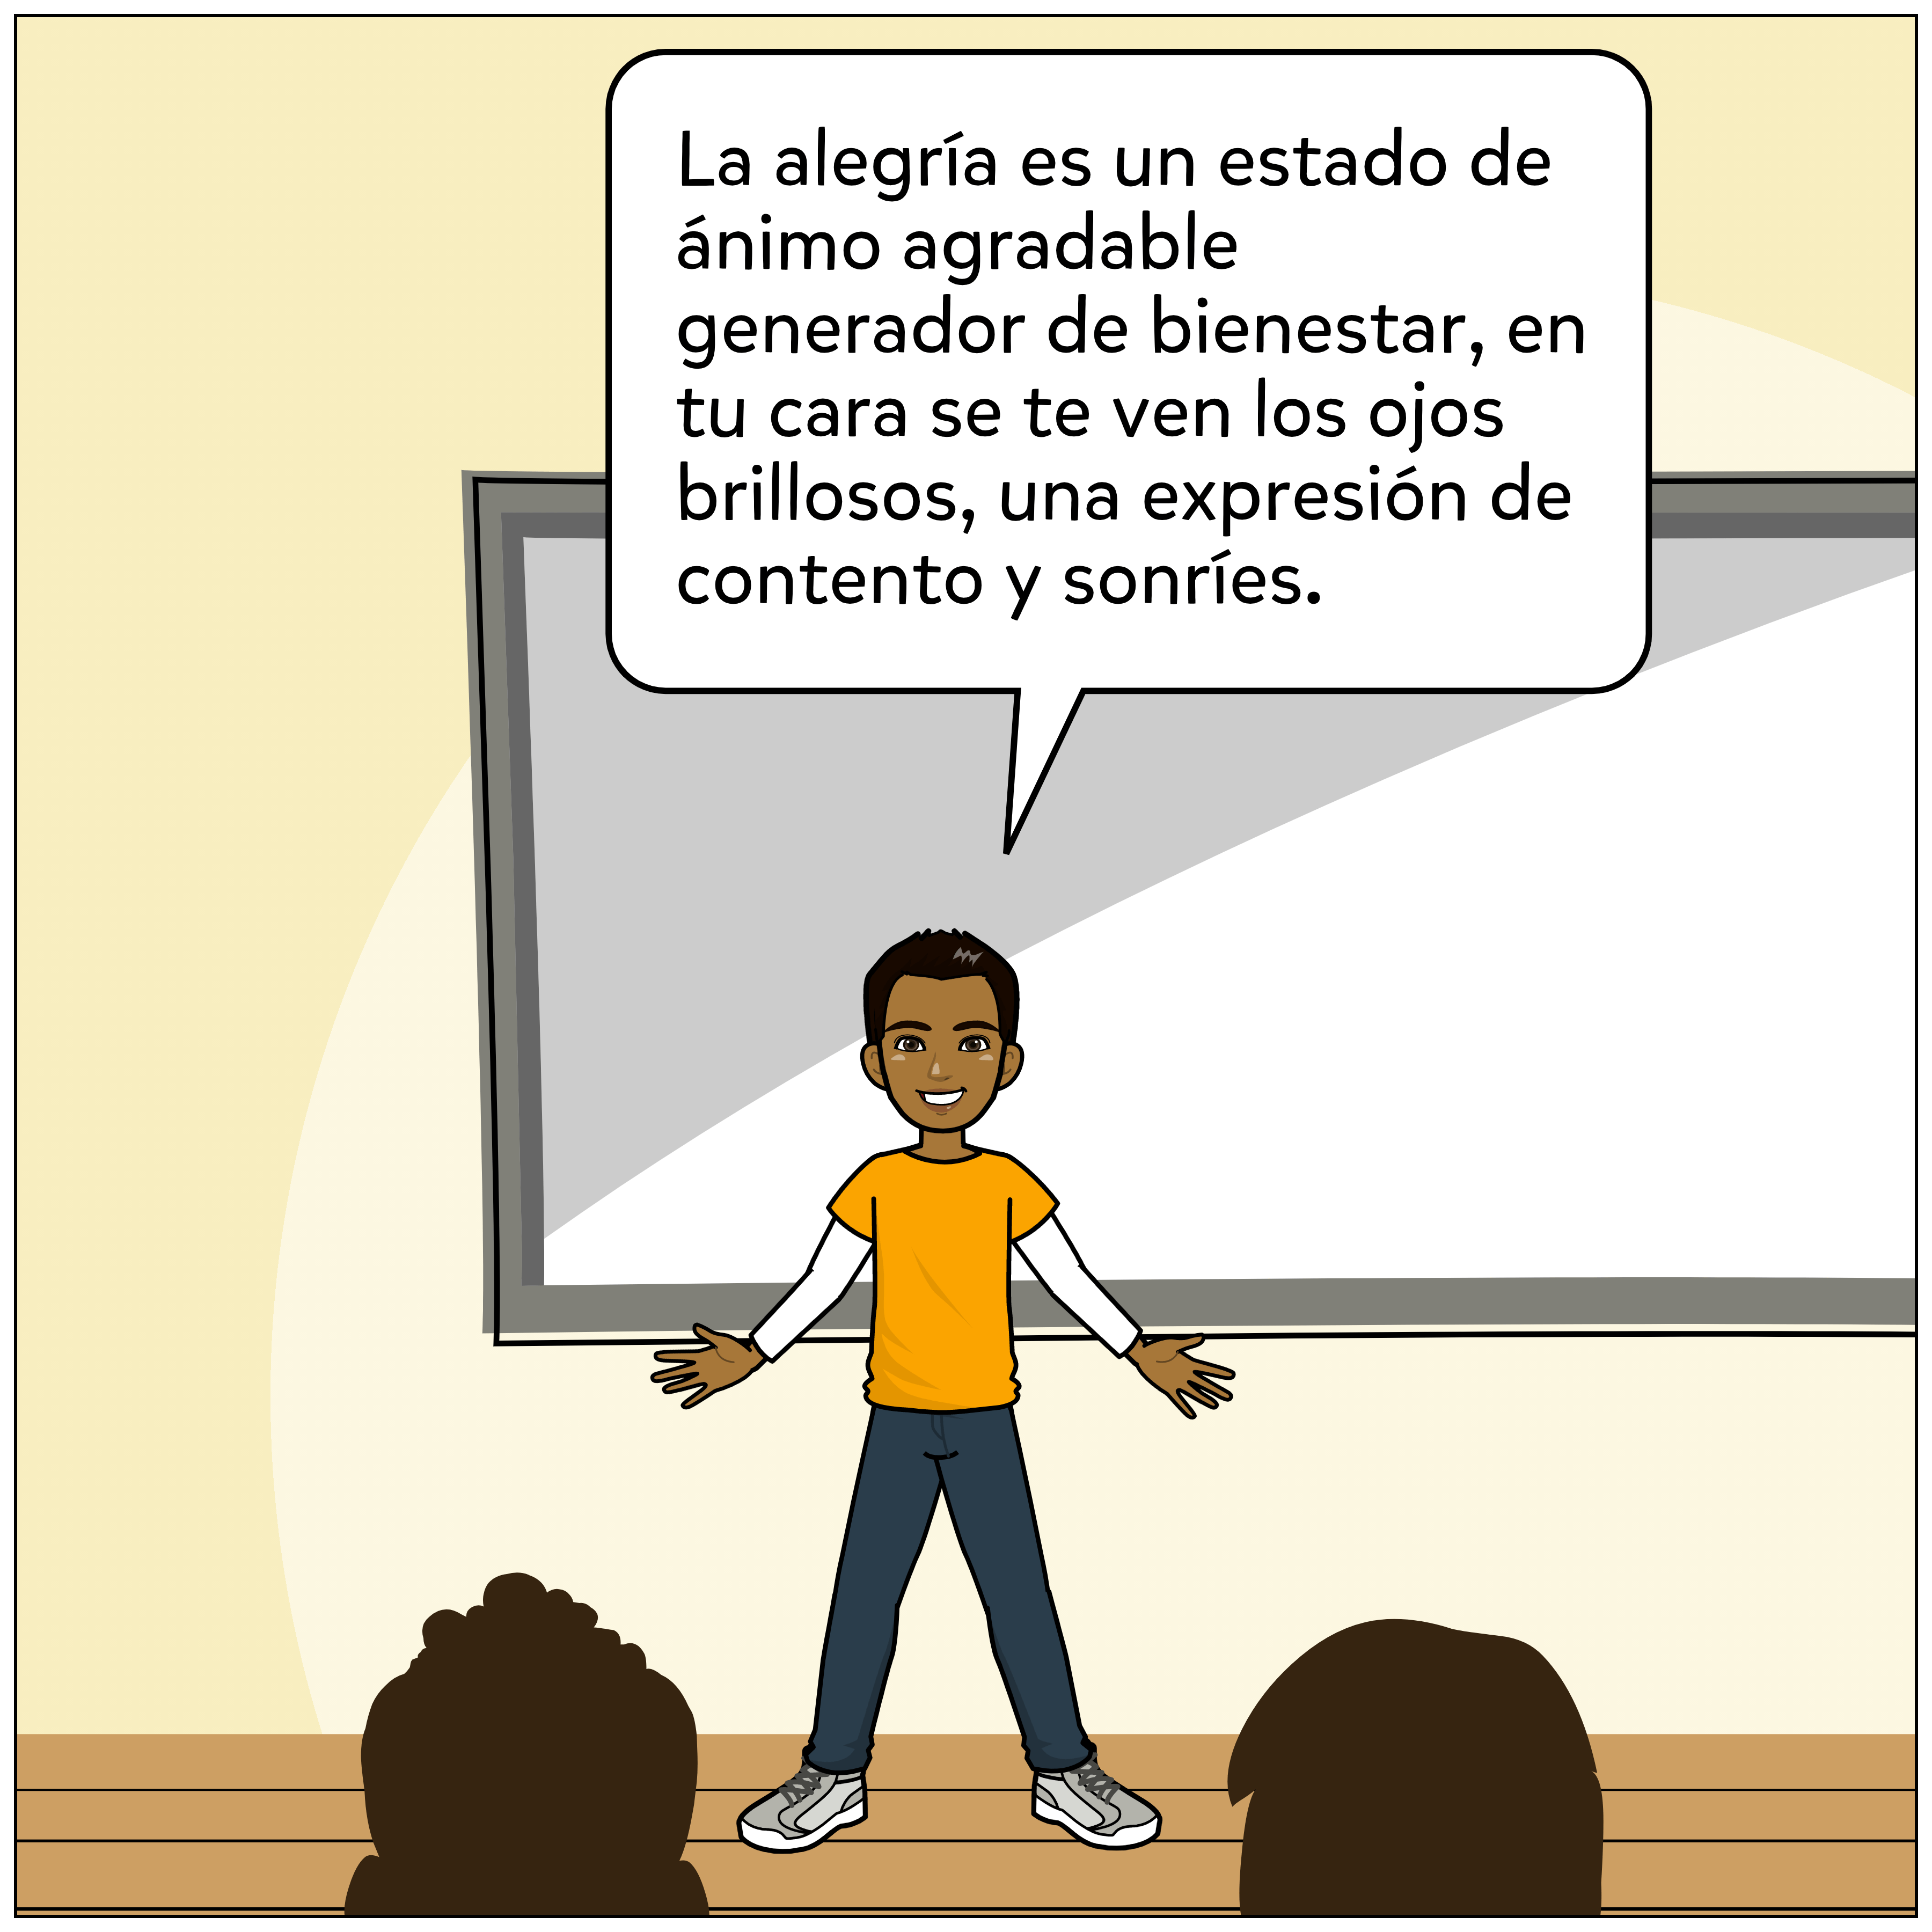 La alegría es un estado de
ánimo agradable
generador de bienestar, en
tu cara se te ven los ojos
brillosos, una expresión de
contento y sonríes.